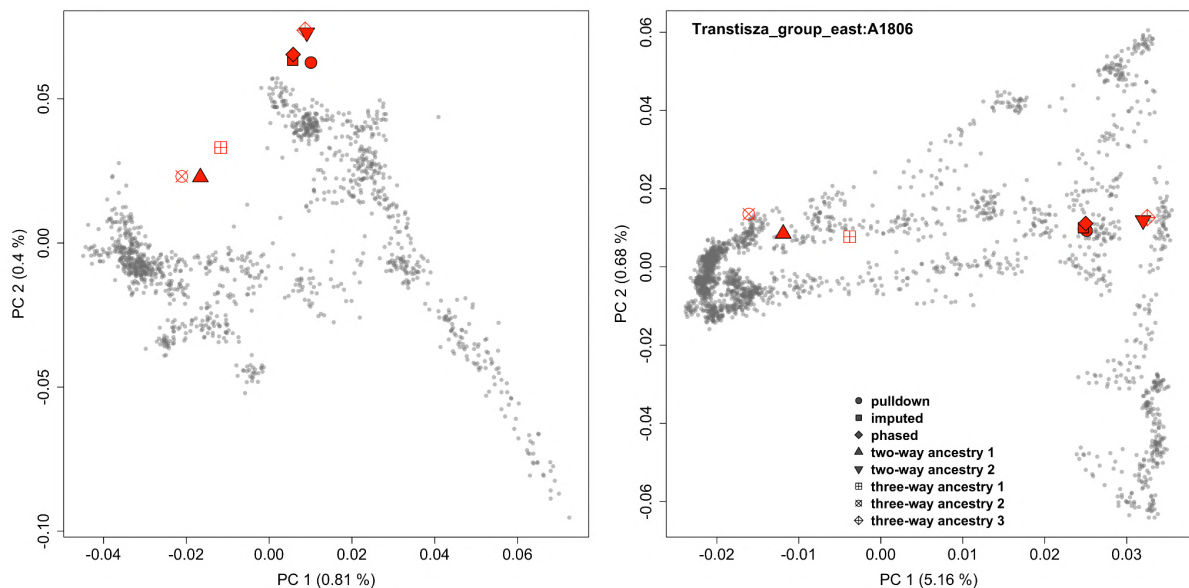 0.05
0.00
-0.05
-0.10
PC 2 (0.4 %)
-0.04
-0.02
0.00
0.02
0.04
0.06
PC 1 (0.81 %)
Transtisza_group_east:A1806
0.06
0.04
0.02
0.00
-0.02
-0.04
-0.06
PC 2 (0.68 %)
pulldown
imputed
phased
two-way ancestry 1
two-way ancestry 2
three-way ancestry 1
three-way ancestry 2
three-way ancestry 3
-0.02
-0.01
0.00
0.01
0.02
0.03
PC 1 (5.16 %)